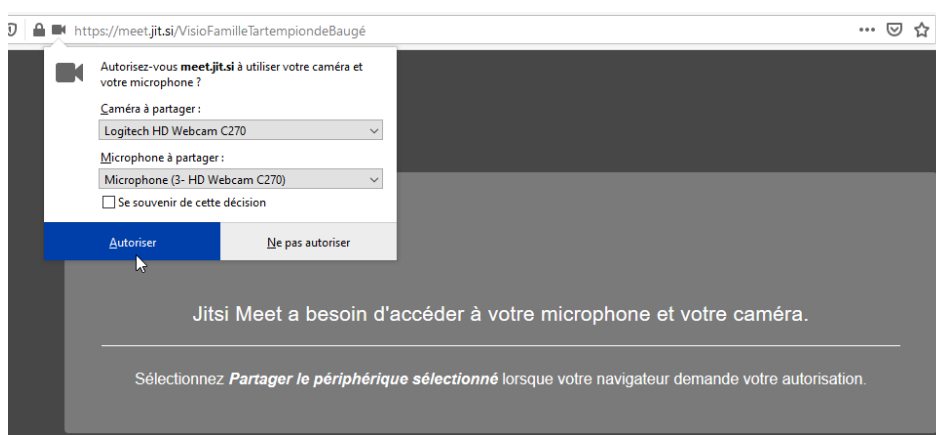 https://meet.jit.si/VisioFamilleTartempiondeBaugé
Autorisez-vous meet.jit.si à utiliser votre caméra et
votre microphone ?
Caméra à partager :
Logitech HD Webcam C270
Microphone à partager :
Microphone (3- HD Webcam C270)
Se souvenir de cette décision
Autoriser
Ne pas autoriser
Jitsi Meet a besoin d'accéder à votre microphone et votre caméra.
Sélectionnez Partager le périphérique sélectionné lorsque votre navigateur demande votre autorisation.